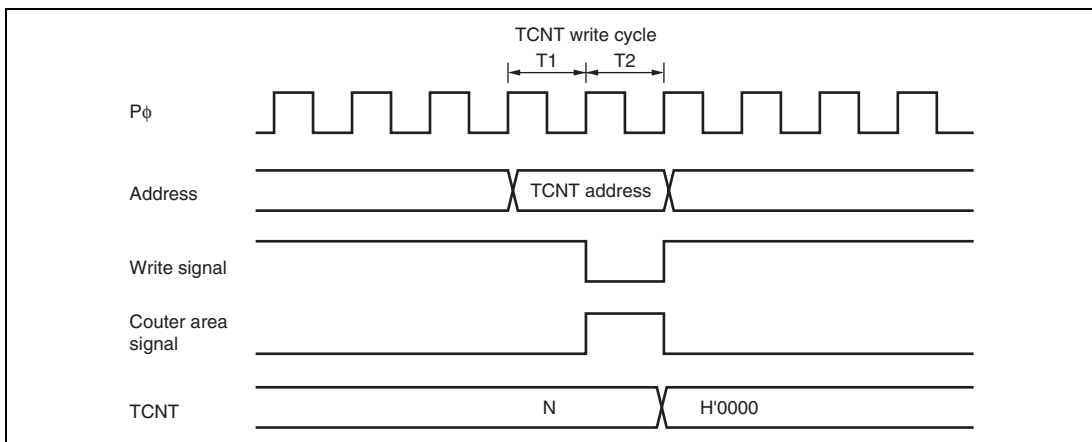 TCNT write cycle
T1 T2
Pϕ
Address
TCNT address
Write signal
Couter area
signal
TCNT
N
H'0000